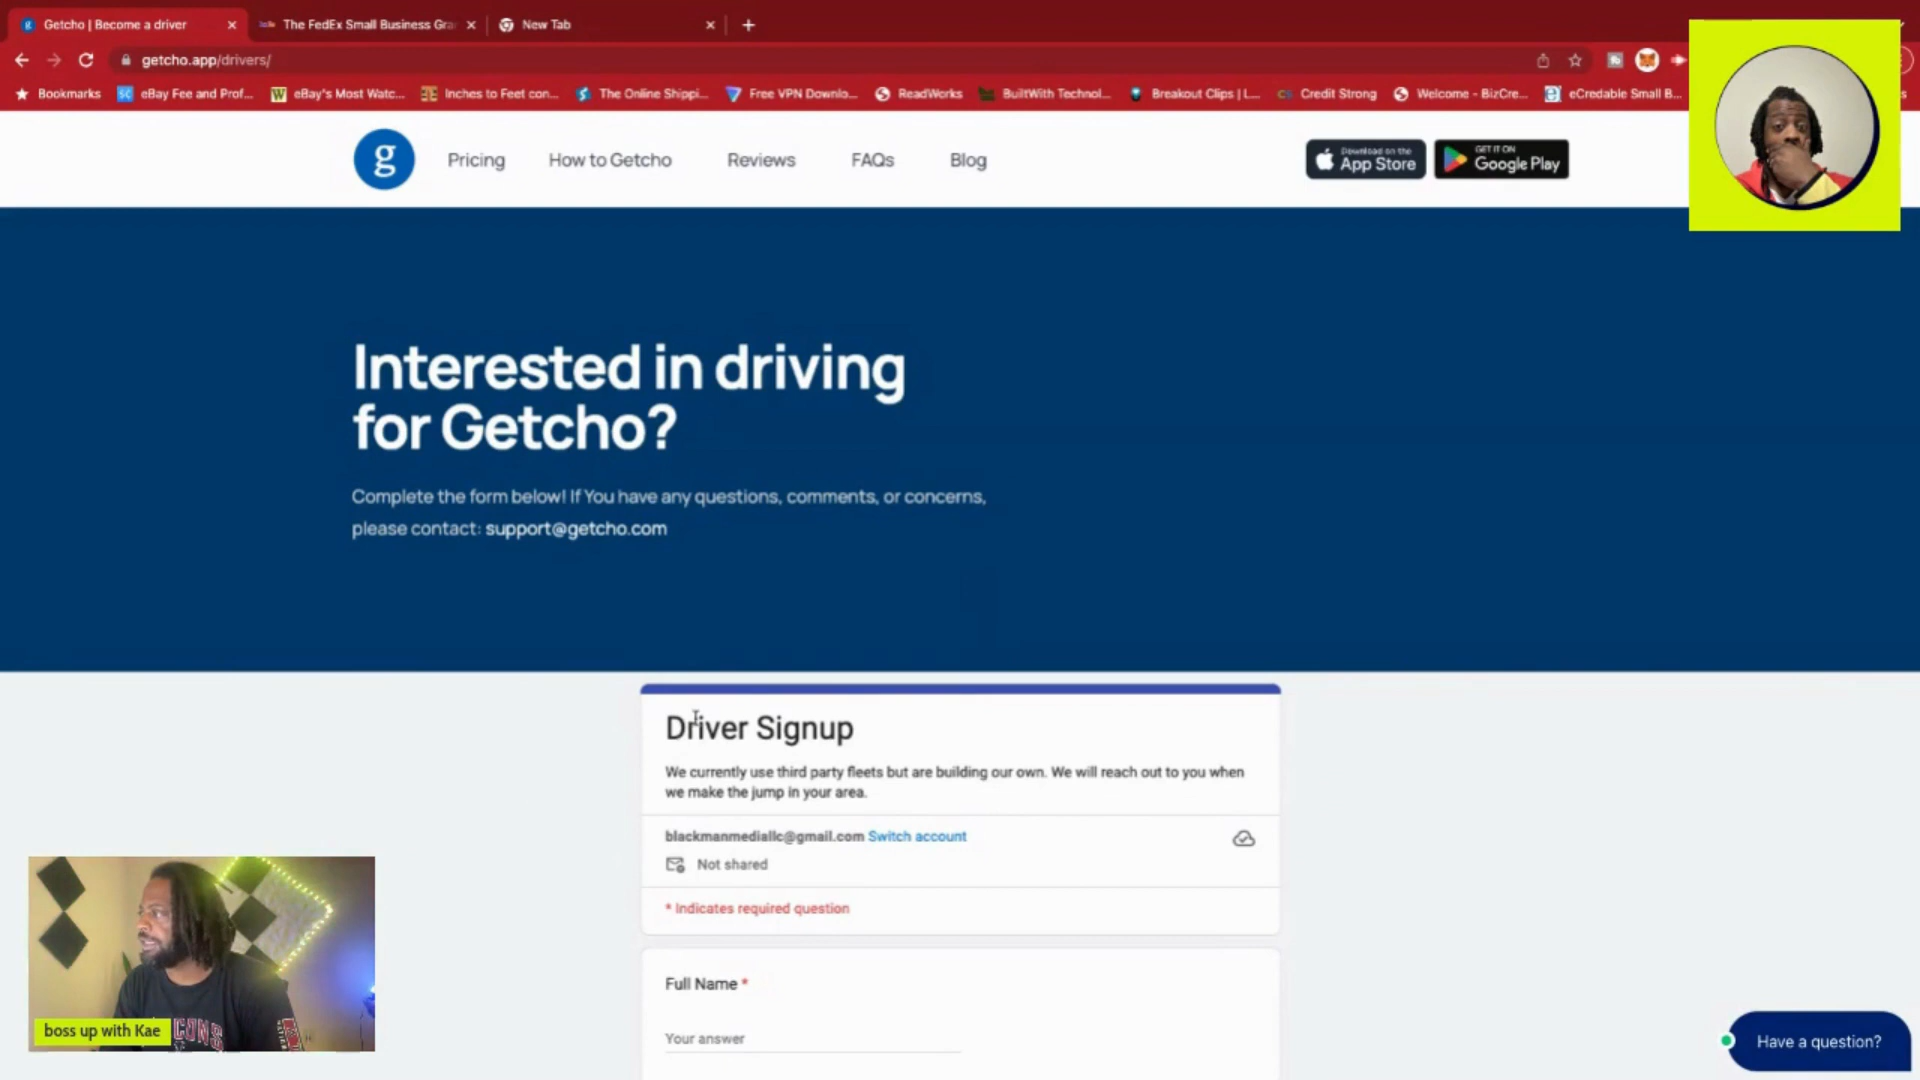 Getcho | Become a driver
The FedEx Small Business Gra
New Tab
getcho.app/drivers/
Bookmarks
eBay Fee and Prof...
eBay's Most Watc...
Inches to Feet con...
The Online Shippi...
Free VPN Downlo...
ReadWorks
BuiltWith Technol...
Breakout Clips | L...
Credit Strong
Welcome - BizCre...
eCredable Small B...
g
Pricing
How to Getcho
Reviews
FAQs
Blog
Download on the
App Store
GET IT ON
Google Play
Interested in driving
for Getcho?
Complete the form below! If You have any questions, comments, or concerns,
please contact: support@getcho.com
Driver Signup
We currently use third party fleets but are building our own. We will reach out to you when
we make the jump in your area.
blackmanmediallc@gmail.com Switch account
Not shared
* Indicates required question
Full Name *
Your answer
boss up with Kae
Have a question?